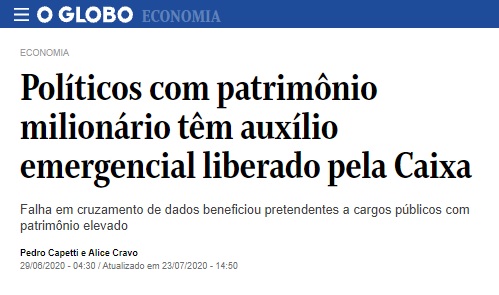 O GLOBO ECONOMIA
ECONOMIA
Políticos com patrimônio
milionário têm auxílio
emergencial liberado pela Caixa
Falha em cruzamento de dados beneficiou pretendentes a cargos públicos com
patrimônio elevado
Pedro Capetti e Alice Cravo
29/06/2020 - 04:30 / Atualizado em 23/07/2020 - 14:50